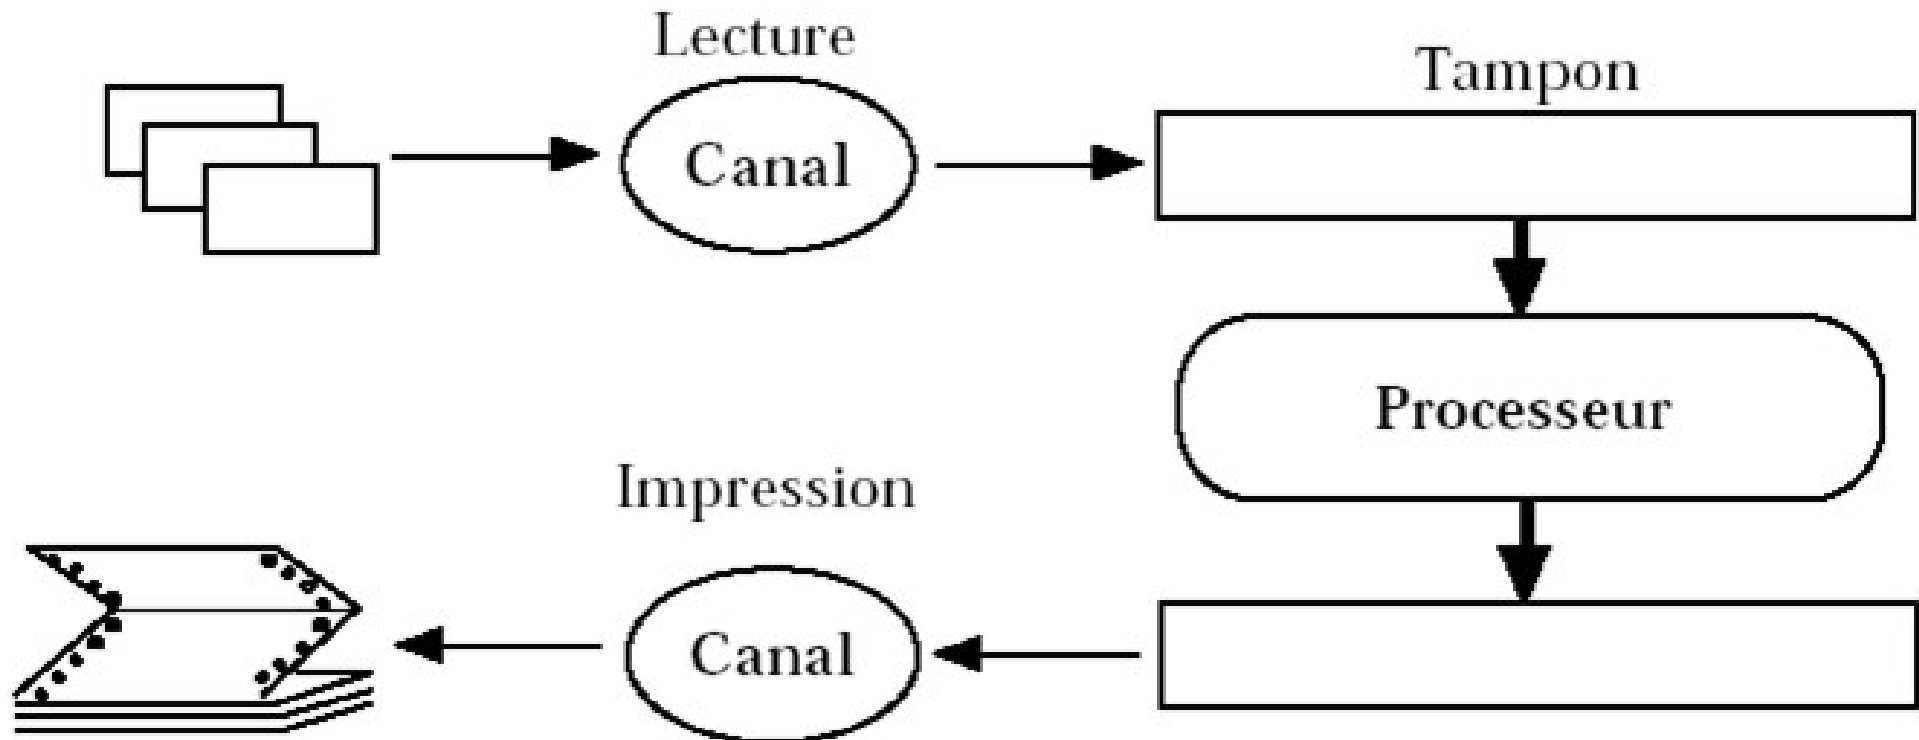 Lecture
Canal
Tampon
Processeur
Impression
Canal